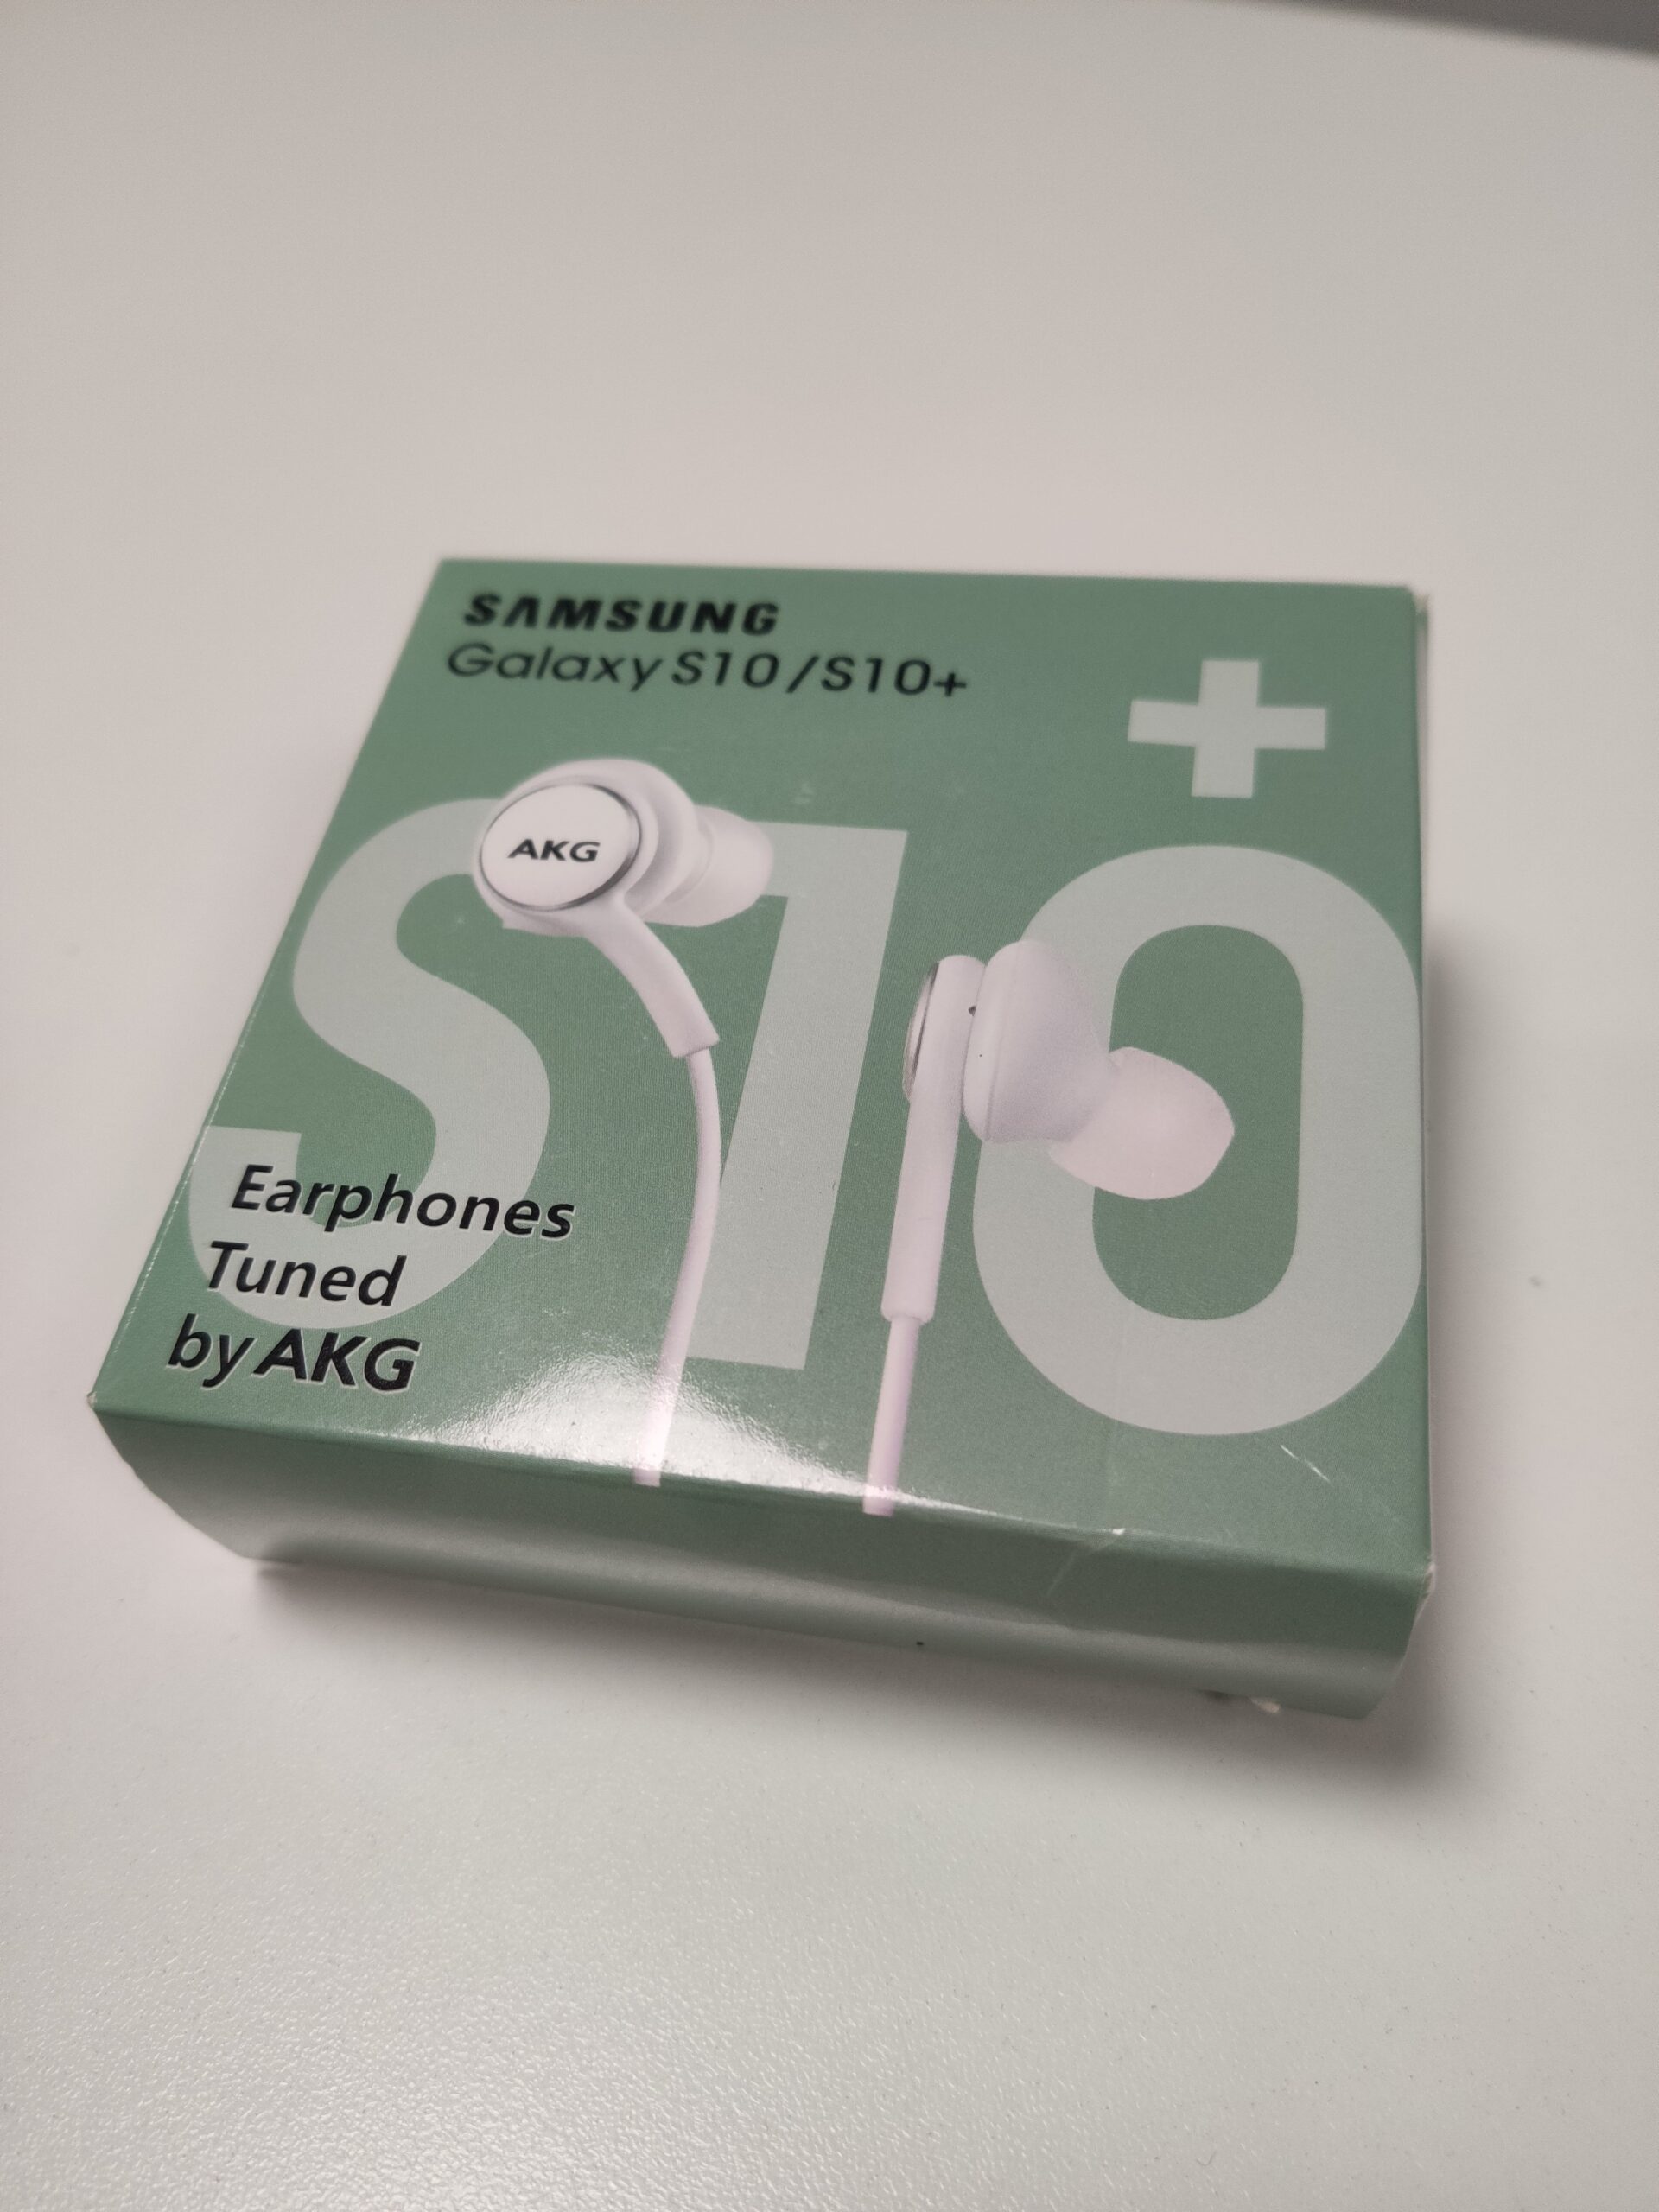 SAMSUNG
Galaxy S10/S10+
+
AKG
S10
Earphones
Tuned
by AKG